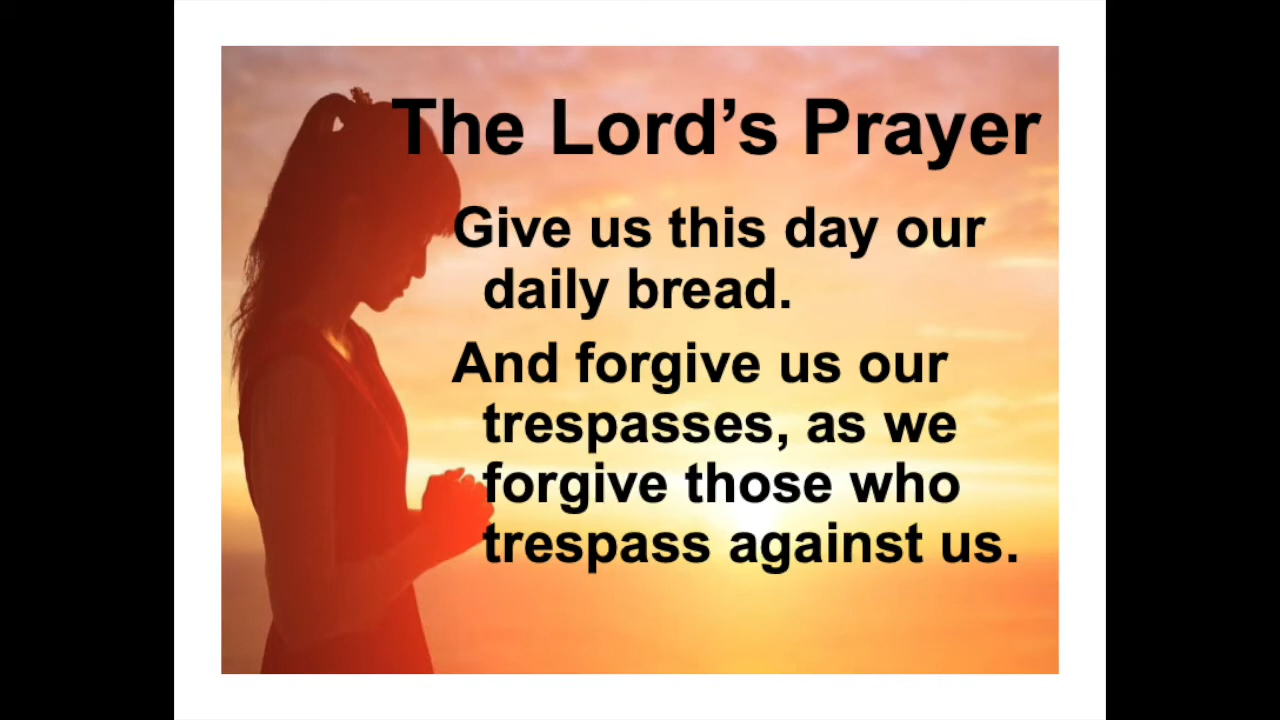 The Lord’s Prayer
Give us this day our
daily bread.
And forgive us our
trespasses, as we
forgive those who
trespass against us.